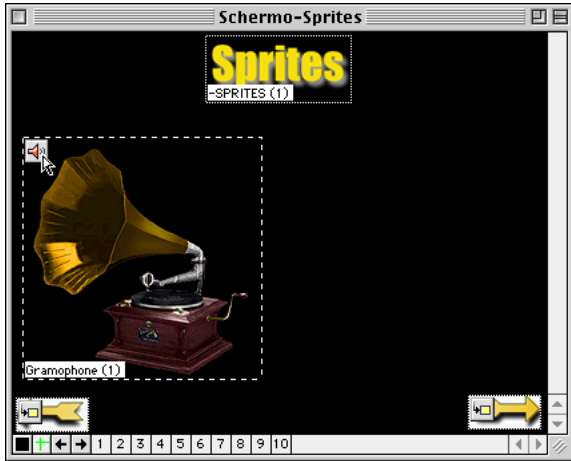 Schermo-Sprites
Sprites
-SPRITES (1)
Gramophone (1)
1 2 3 4 5 6 7 8 9 10